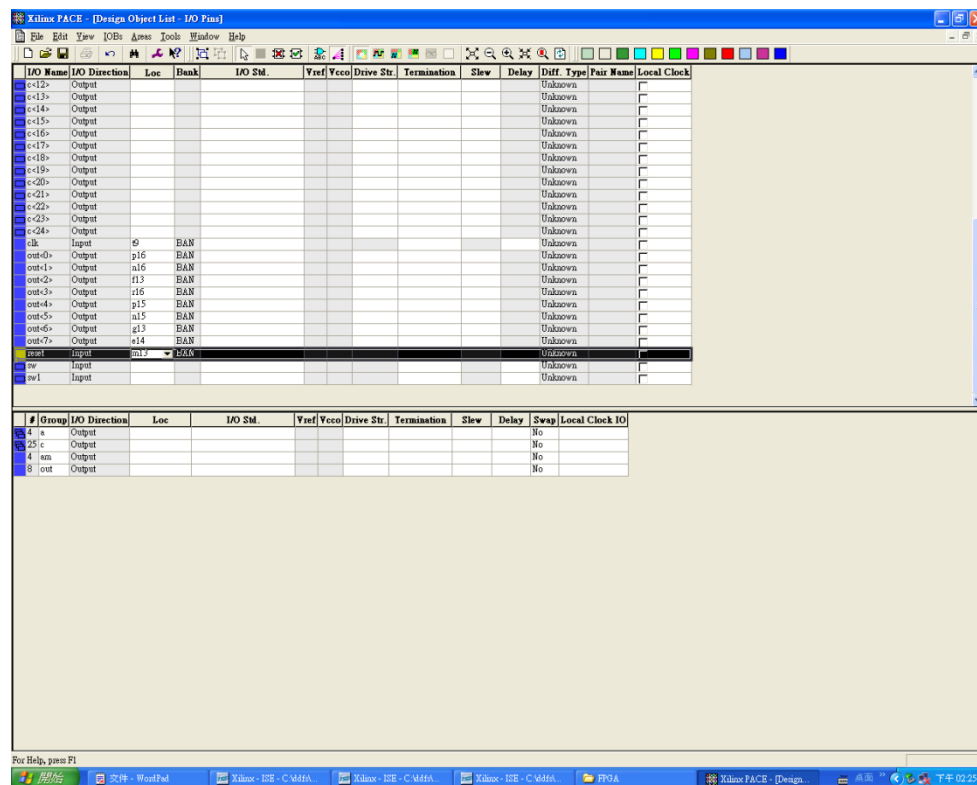 Xilinx PACE - [Design Object List - I/O Pins]
File Edit View IOBs Areas Tools Window Help
I/O Name I/O Direction Loc Bank I/O Std. Vref Vcco Drive Str. Termination Slew Delay Diff. Type Pair Name Local Clock
c<12> Output Unknown
c<13> Output Unknown
c<14> Output Unknown
c<15> Output Unknown
c<16> Output Unknown
c<17> Output Unknown
c<18> Output Unknown
c<19> Output Unknown
c<20> Output Unknown
c<21> Output Unknown
c<22> Output Unknown
c<23> Output Unknown
c<24> Output Unknown
clk Input t9 BAN Unknown
out<0> Output p16 BAN Unknown
out<1> Output n16 BAN Unknown
out<2> Output f13 BAN Unknown
out<3> Output r16 BAN Unknown
out<4> Output p15 BAN Unknown
out<5> Output n15 BAN Unknown
out<6> Output g13 BAN Unknown
out<7> Output e14 BAN Unknown
reset Input m13 BAN Unknown
sw Input Unknown
sw1 Input Unknown
# Group I/O Direction Loc I/O Std. Vref Vcco Drive Str. Termination Slew Delay Swap Local Clock IO
4 a Output No
25 c Output No
4 en Output No
8 out Output No
For Help, press F1
開始 文件 - WordPad Xilinx - ISE - C:\ddfs\... Xilinx - ISE - C:\ddfs\... Xilinx - ISE - C:\ddfs\... FPGA Xilinx PACE - [Design... 桌面 下午 02:25